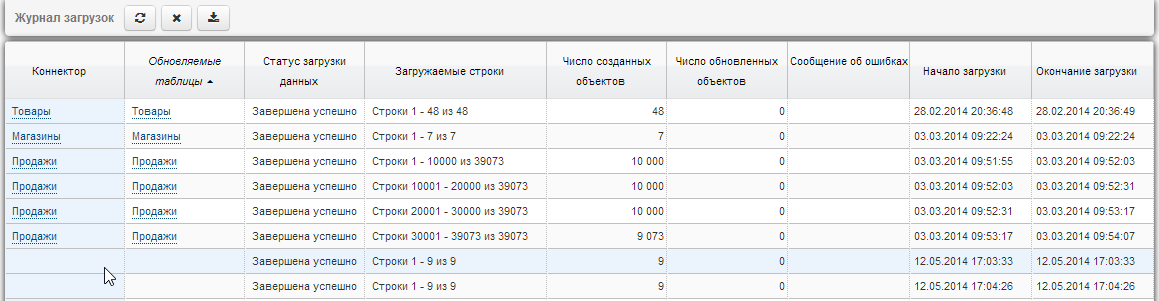 Журнал загрузок
Коннектор Обновляемые таблицы Статус загрузки данных Загружаемые строки Число созданных объектов Число обновленных объектов Сообщение об ошибках Начало загрузки Окончание загрузки
Товары Товары Завершена успешно Строки 1 - 48 из 48 48 0 28.02.2014 20:36:48 28.02.2014 20:36:49
Магазины Магазины Завершена успешно Строки 1 - 7 из 7 7 0 03.03.2014 09:22:24 03.03.2014 09:22:24
Продажи Продажи Завершена успешно Строки 1 - 10000 из 39073 10 000 0 03.03.2014 09:51:55 03.03.2014 09:52:03
Продажи Продажи Завершена успешно Строки 10001 - 20000 из 39073 10 000 0 03.03.2014 09:52:03 03.03.2014 09:52:31
Продажи Продажи Завершена успешно Строки 20001 - 30000 из 39073 10 000 0 03.03.2014 09:52:31 03.03.2014 09:53:17
Продажи Продажи Завершена успешно Строки 30001 - 39073 из 39073 9 073 0 03.03.2014 09:53:17 03.03.2014 09:54:07
Завершена успешно Строки 1 - 9 из 9 9 0 12.05.2014 17:03:33 12.05.2014 17:03:33
Завершена успешно Строки 1 - 9 из 9 9 0 12.05.2014 17:04:26 12.05.2014 17:04:26